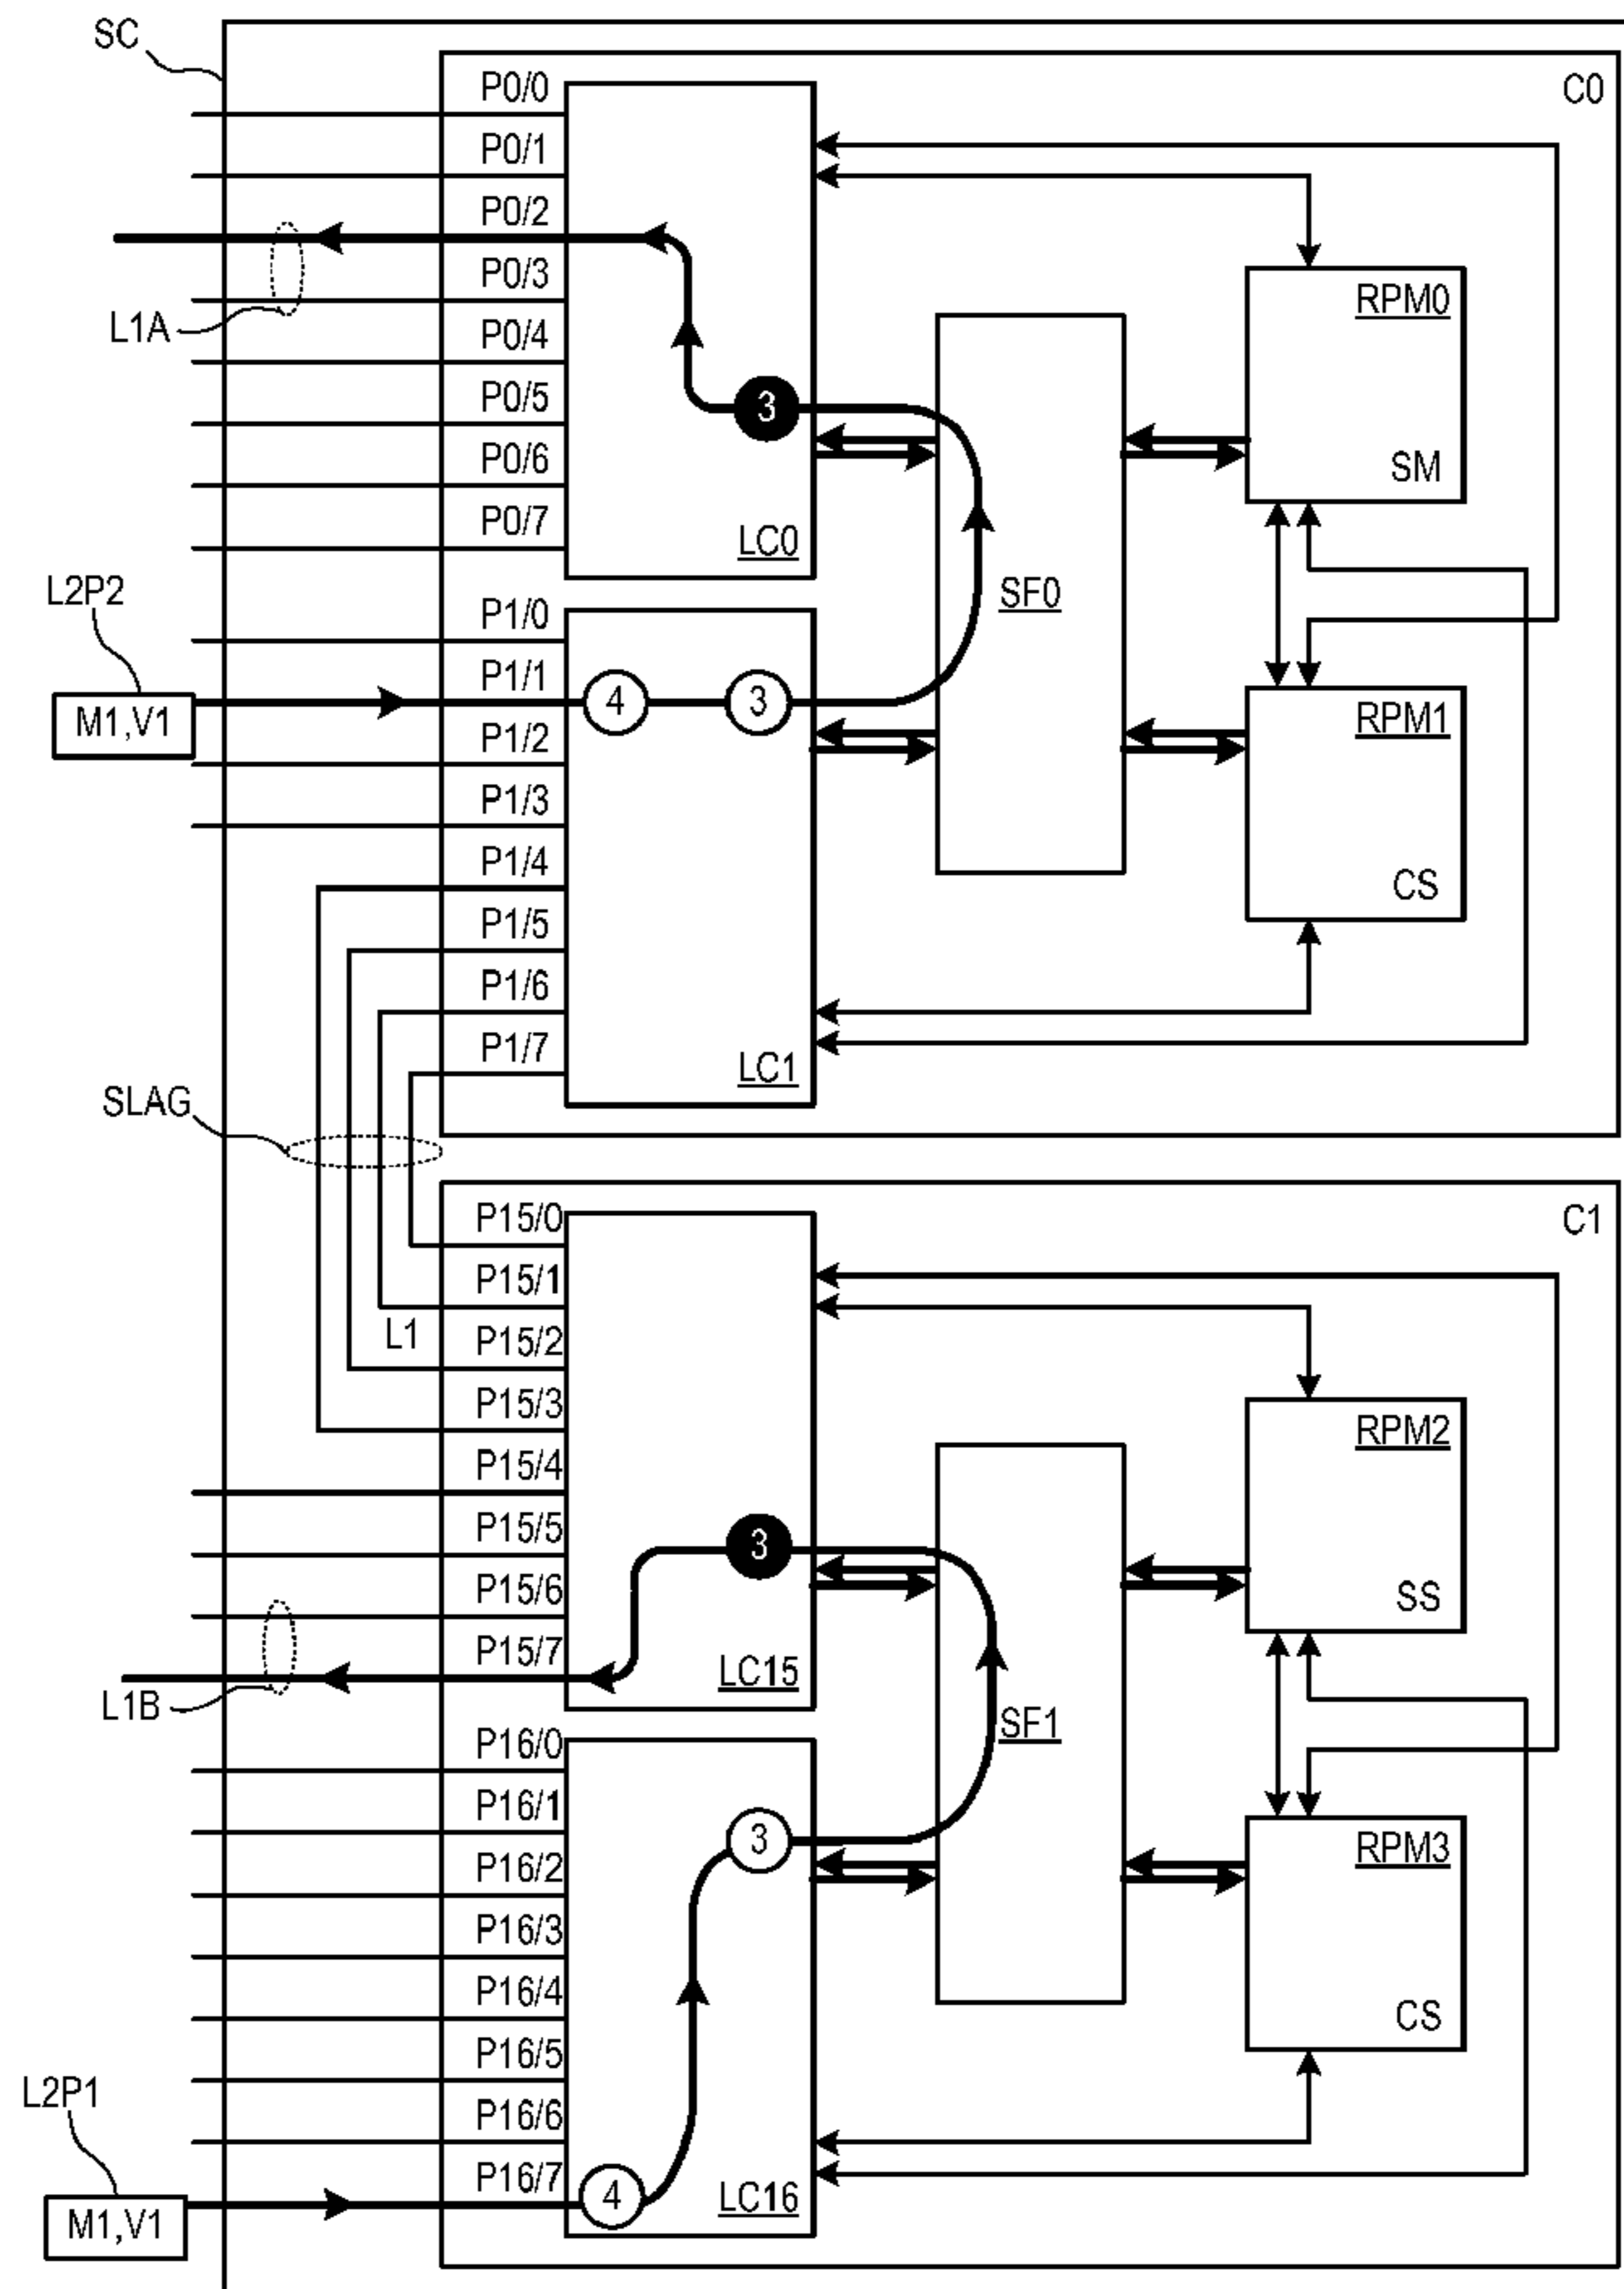 SC
C0
P0/0
P0/1
P0/2
P0/3
L1A
P0/4
P0/5
P0/6
P0/7
3
LC0
RPM0
SM
SF0
L2P2
M1,V1
P1/0
P1/1
P1/2
P1/3
P1/4
P1/5
P1/6
P1/7
4
3
LC1
RPM1
CS
SLAG
C1
P15/0
P15/1
L1
P15/2
P15/3
P15/4
P15/5
P15/6
P15/7
3
LC15
L1B
RPM2
SS
SF1
P16/0
P16/1
P16/2
P16/3
P16/4
P16/5
P16/6
P16/7
3
4
LC16
RPM3
CS
L2P1
M1,V1